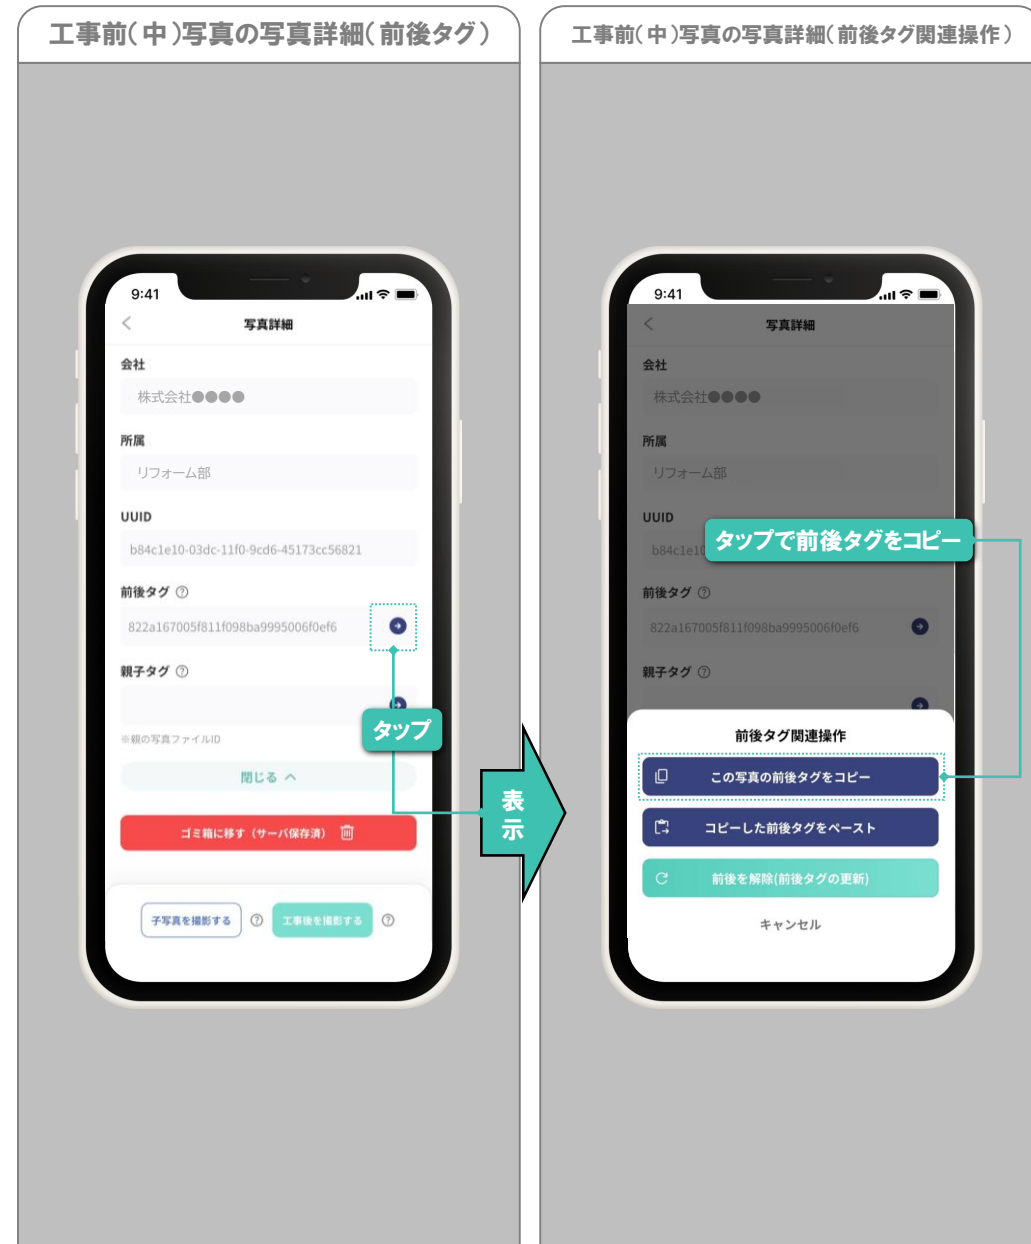 工事前(中)写真の写真詳細(前後タグ)
9:41
写真詳細
会社
株式会社●●●●
所属
リフォーム部
UUID
b84c1e10-03dc-11f0-9cd6-45173cc56821
前後タグ ?
822a167005f811f098ba9995006f0ef6
親子タグ ?
タップ
※親の写真ファイルID
閉じる
ゴミ箱に移す(サーバ保存済)
子写真を撮影する ? 工事後を撮影する ?
表示
工事前(中)写真の写真詳細(前後タグ関連操作)
9:41
写真詳細
会社
株式会社●●●●
所属
リフォーム部
UUID
b84c1e10
タップで前後タグをコピー
前後タグ ?
822a167005f811f098ba9995006f0ef6
親子タグ ?
前後タグ関連操作
この写真の前後タグをコピー
コピーした前後タグをペースト
前後を解除(前後タグの更新)
キャンセル